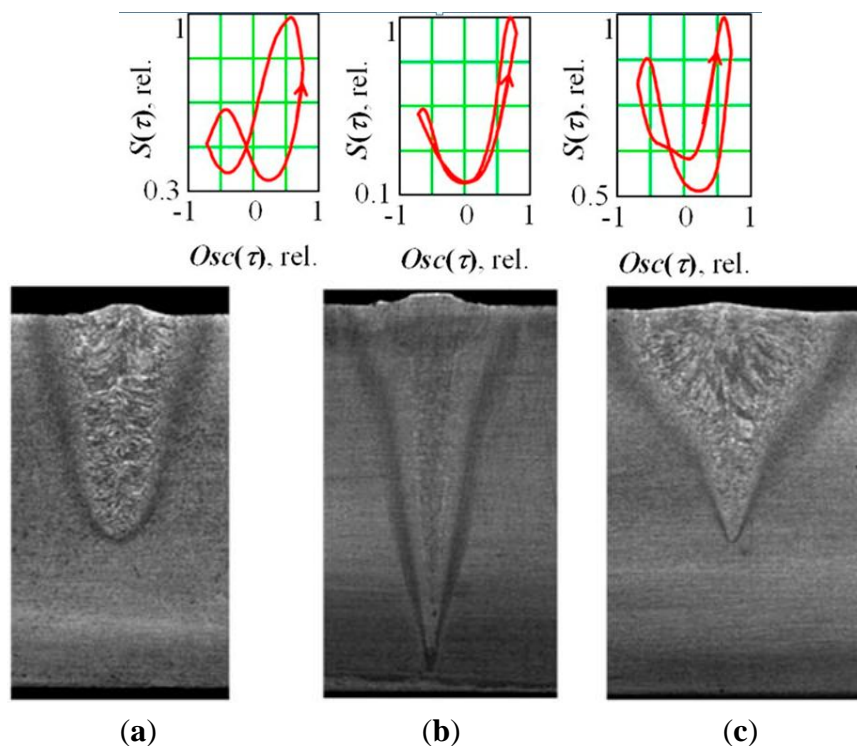 1
S(τ), rel.
0.3
-1 0 1
Osc(τ), rel.
1
S(τ), rel.
0.1
-1 0 1
Osc(τ), rel.
1
S(τ), rel.
0.5
-1 0 1
Osc(τ), rel.
(a) (b) (c)